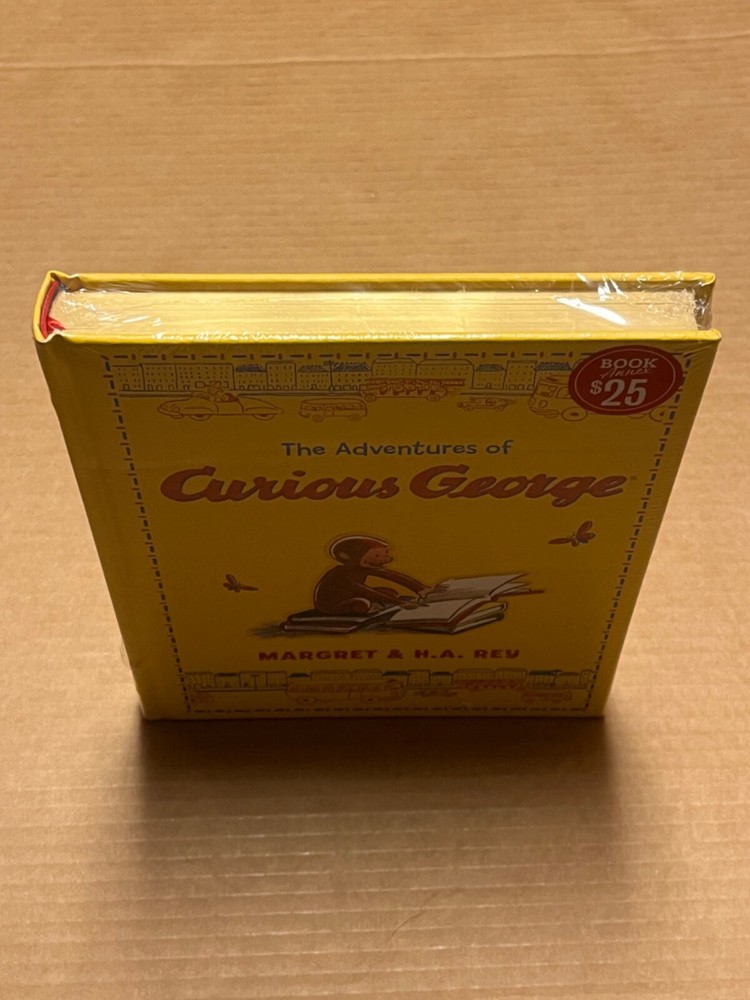 BOOK
Annex
$25
The Adventures of
Curious George®
MARGRET & H.A. REY